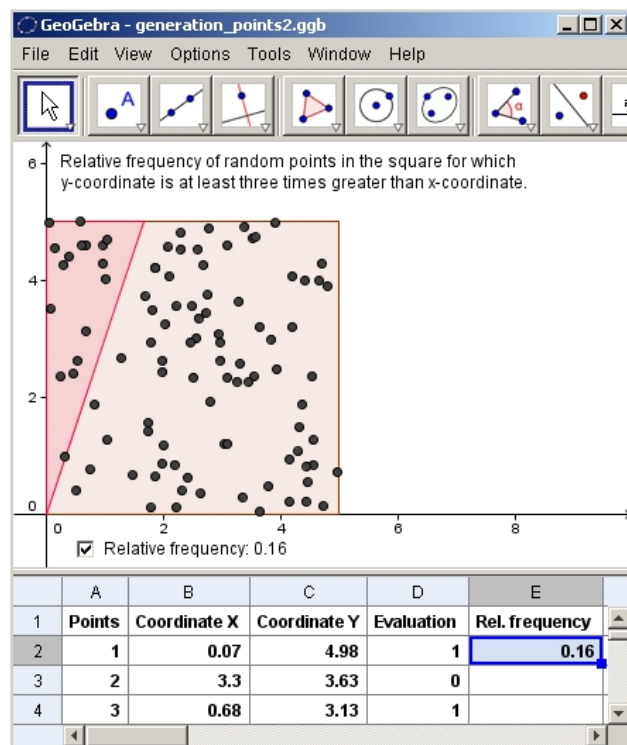 GeoGebra - generation_points2.ggb
File Edit View Options Tools Window Help
A α a
6 Relative frequency of random points in the square for which
y-coordinate is at least three times greater than x-coordinate.
4
2
0
0 2 4 6 8
Relative frequency: 0.16
A B C D E
1 Points Coordinate X Coordinate Y Evaluation Rel. frequency
2 1 0.07 4.98 1 0.16
3 2 3.3 3.63 0
4 3 0.68 3.13 1